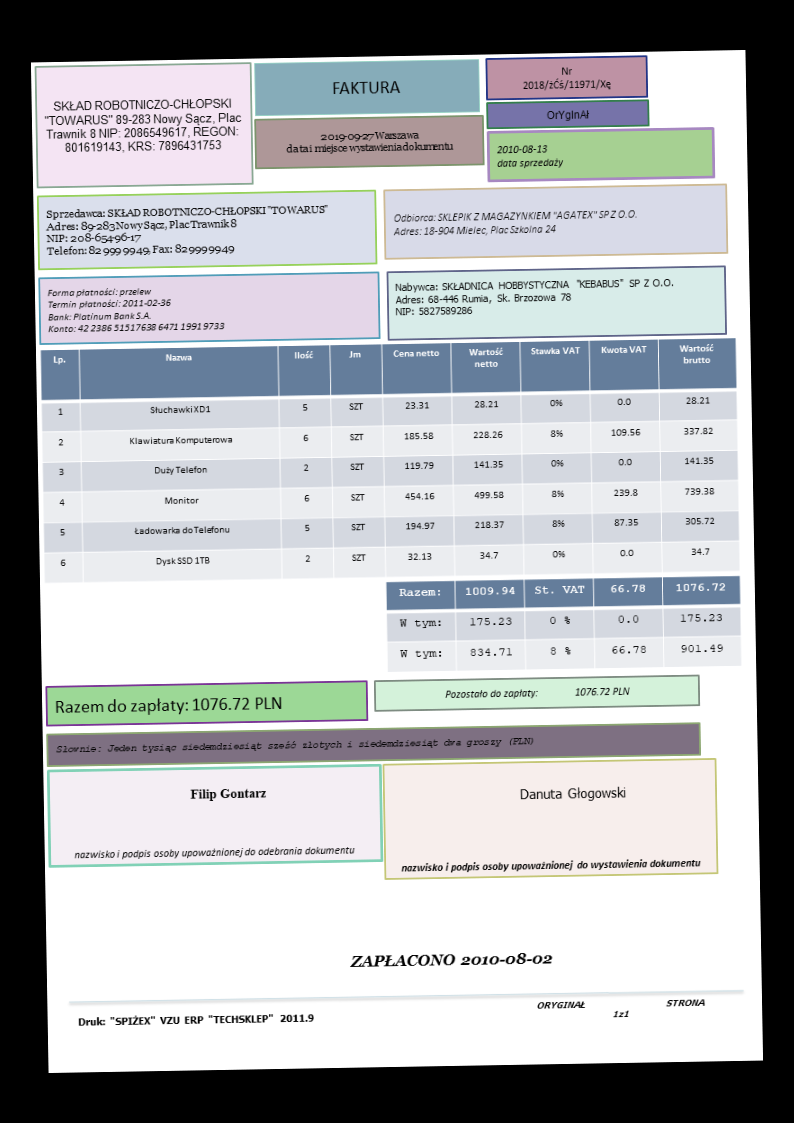 SKŁAD ROBOTNICZO-CHŁOPSKI
"TOWARUS" 89-283 Nowy Sącz, Plac
Trawnik 8 NIP: 2086549617, REGON:
801619143, KRS: 7896431753
FAKTURA
2019-09-27 Warszawa
data i miejsce wystawienia dokumentu
Nr
2018/żĆś/11971/Xę
OrYgInAł
2010-08-13
data sprzedaży
Sprzedawca: SKŁAD ROBOTNICZO-CHŁOPSKI "TOWARUS"
Adres: 89-283 Nowy Sącz, Plac Trawnik 8
NIP: 208-654-96-17
Telefon: 82 999 99 49, Fax: 82 999 99 49
Odbiorca: SKLEPIK Z MAGAZYNKIEM "AGATEX" SP Z O.O.
Adres: 18-904 Mielec, Plac Szkolna 24
Forma płatności: przelew
Termin płatności: 2011-02-36
Bank: Platinum Bank S.A.
Konto: 42 2386 5151 7638 6471 1991 9733
Nabywca: SKŁADNICA HOBBYSTYCZNA "KEBABUS" SP Z O.O.
Adres: 68-446 Rumia, Sk. Brzozowa 78
NIP: 5827589286
Lp. Nazwa Ilość Jm Cena netto Wartość netto Stawka VAT Kwota VAT Wartość brutto
1 Słuchawki XD1 5 SZT 23.31 28.21 0% 0.0 28.21
2 Klawiatura Komputerowa 6 SZT 185.58 228.26 8% 109.56 337.82
3 Duży Telefon 2 SZT 119.79 141.35 0% 0.0 141.35
4 Monitor 6 SZT 454.16 499.58 8% 239.8 739.38
5 Ładowarka do Telefonu 5 SZT 194.97 218.37 8% 87.35 305.72
6 Dysk SSD 1TB 2 SZT 32.13 34.7 0% 0.0 34.7
Razem: 1009.94 St. VAT 66.78 1076.72
W tym: 175.23 0 % 0.0 175.23
W tym: 834.71 8 % 66.78 901.49
Razem do zapłaty: 1076.72 PLN
Pozostało do zapłaty: 1076.72 PLN
Słownie: Jeden tysiąc siedemdziesiąt sześć złotych i siedemdziesiąt dwa groszy (PLN)
Filip Gontarz
nazwisko i podpis osoby upoważnionej do odebrania dokumentu
Danuta Głogowski
nazwisko i podpis osoby upoważnionej do wystawienia dokumentu
ZAPŁACONO 2010-08-02
Druk: "SPIŻEX" VZU ERP "TECHSKLEP" 2011.9
ORYGINAŁ STRONA
1z1